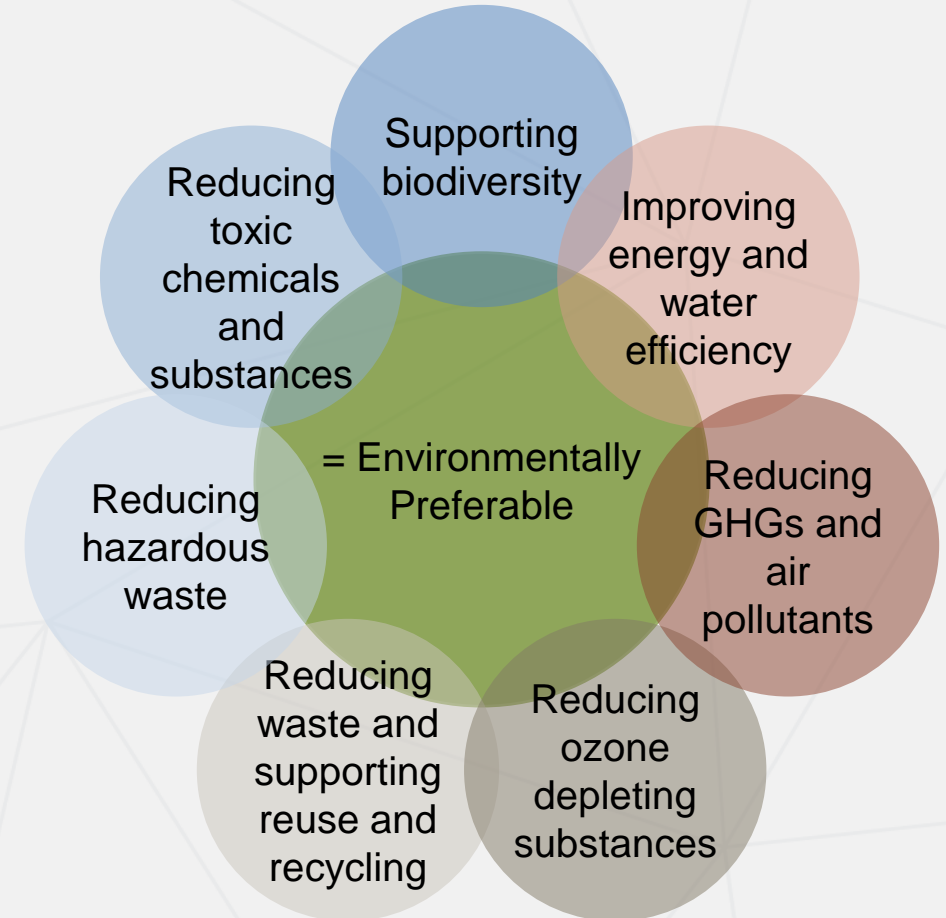 Supporting
biodiversity
Improving
energy and
water
efficiency
Reducing
GHGs and
air
pollutants
Reducing
ozone
depleting
substances
Reducing
waste and
supporting
reuse and
recycling
Reducing
hazardous
waste
Reducing
toxic
chemicals
and
substances
= Environmentally
Preferable